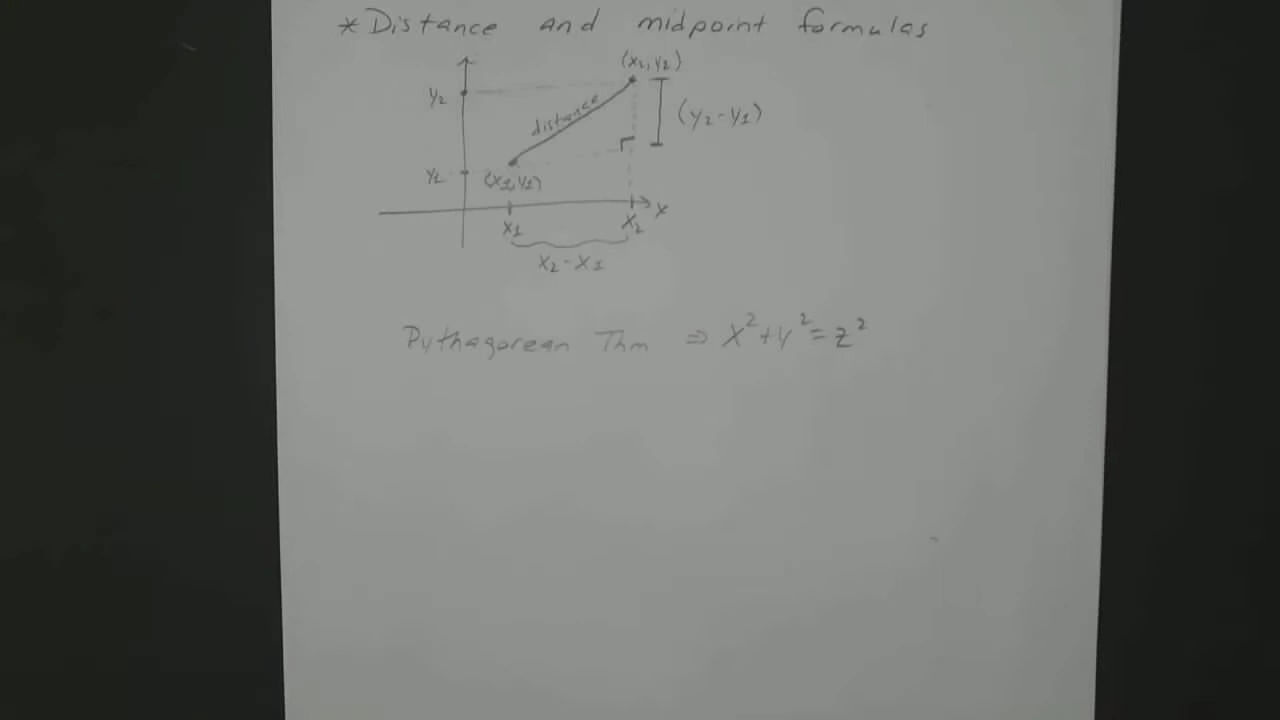 *Distance and midpoint formulas
(x2, y2)
y2
distance
(y2-y1)
y1
(x1, y1)
x
x1
x2
x2-x1
Pythagorean Thm ⇒ x²+y²=z²